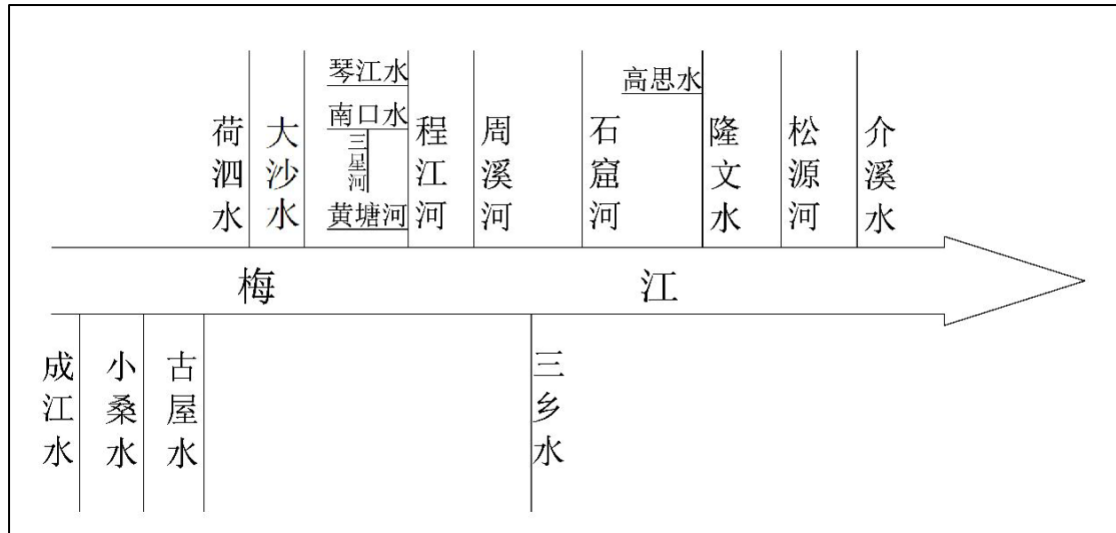 琴江水
高思水
南口水
三星河
黄塘河
荷泗水
大沙水
程江河
周溪河
石窟河
隆文水
松源河
介溪水
梅江
成江水
小桑水
古屋水
三乡水